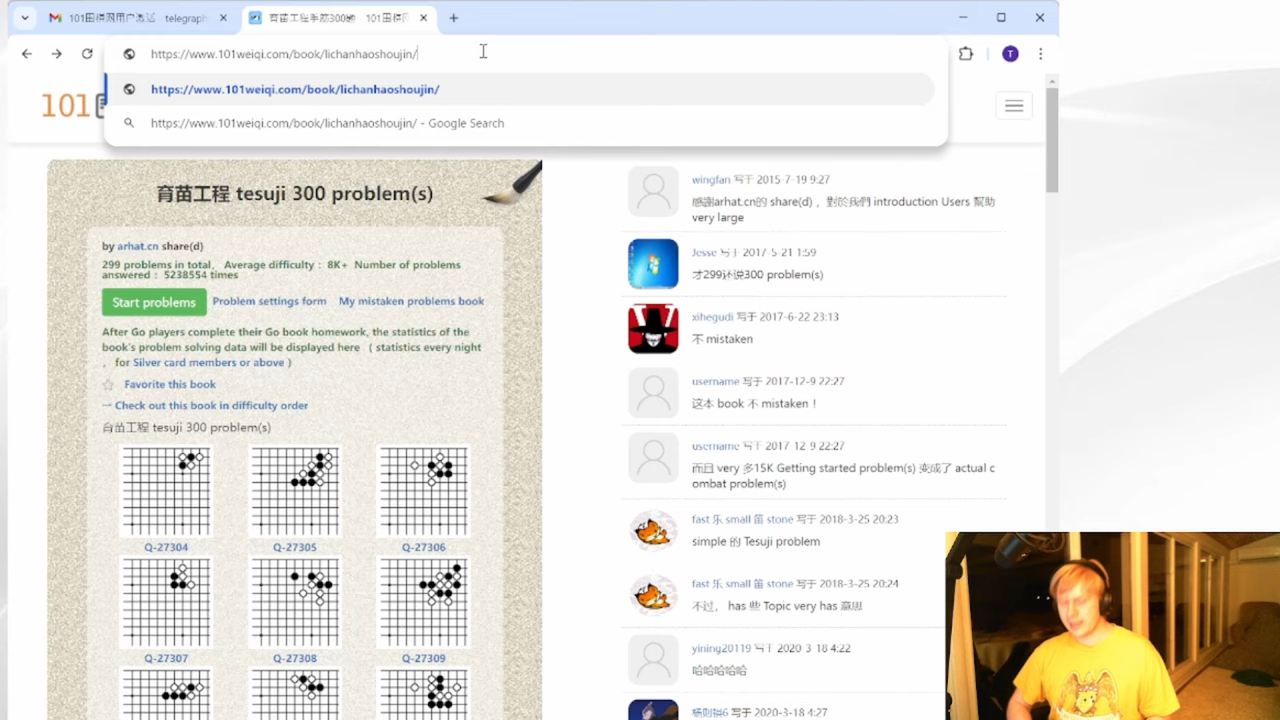 101围棋网用户激活 telegraph
育苗工程手筋300题 101围棋网
https://www.101weiqi.com/book/lichanhaoshoujin/
T
https://www.101weiqi.com/book/lichanhaoshoujin/
https://www.101weiqi.com/book/lichanhaoshoujin/ - Google Search
101
育苗工程 tesuji 300 problem(s)
by arhat.cn share(d)
299 problems in total, Average difficulty : 8K+ Number of problems
answered : 5238554 times
Start problems Problem settings form My mistaken problems book
After Go players complete their Go book homework, the statistics of the
book's problem solving data will be displayed here ( statistics every night
, for Silver card members or above )
Favorite this book
Check out this book in difficulty order
育苗工程 tesuji 300 problem(s)
Q-27304 Q-27305 Q-27306
Q-27307 Q-27308 Q-27309
wingfan 写于 2015-7-19 9:27
感謝arhat.cn的 share(d) ，對於我們 introduction Users 幫助
very large
Jesse 写于 2017-5-21 1:59
才299还说300 problem(s)
xihegudi 写于 2017-6-22 23:13
不 mistaken
username 写于 2017-12-9 22:27
这本 book 不 mistaken！
username 写于 2017-12-9 22:27
而且 very 多15K Getting started problem(s) 变成了 actual c
ombat problem(s)
fast 乐 small 笛 stone 写于 2018-3-25 20:23
simple 的 Tesuji problem
fast 乐 small 笛 stone 写于 2018-3-25 20:24
不过， has 些 Topic very has 意思
yining20119 写于 2020-3-18 4:22
哈哈哈哈哈
杨则锁6 写于 2020-3-18 4:27